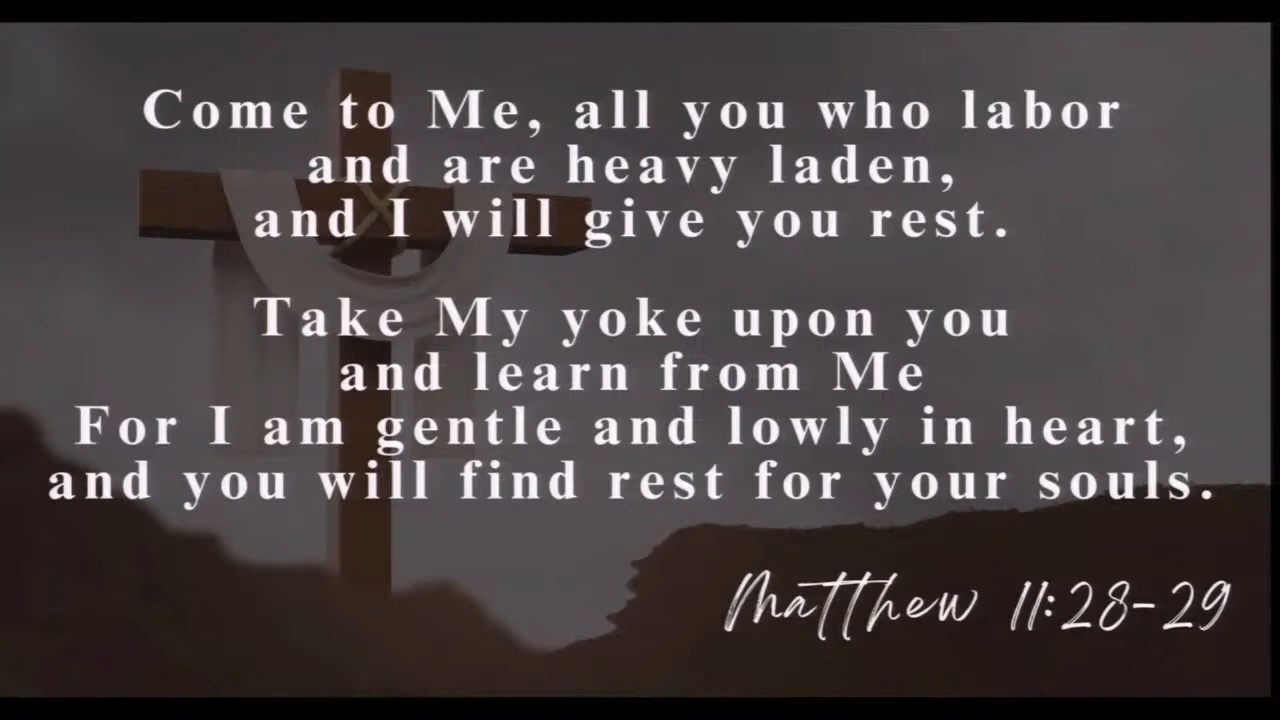 Come to Me, all you who labor
and are heavy laden,
and I will give you rest.
Take My yoke upon you
and learn from Me
For I am gentle and lowly in heart,
and you will find rest for your souls.
Matthew 11:28-29